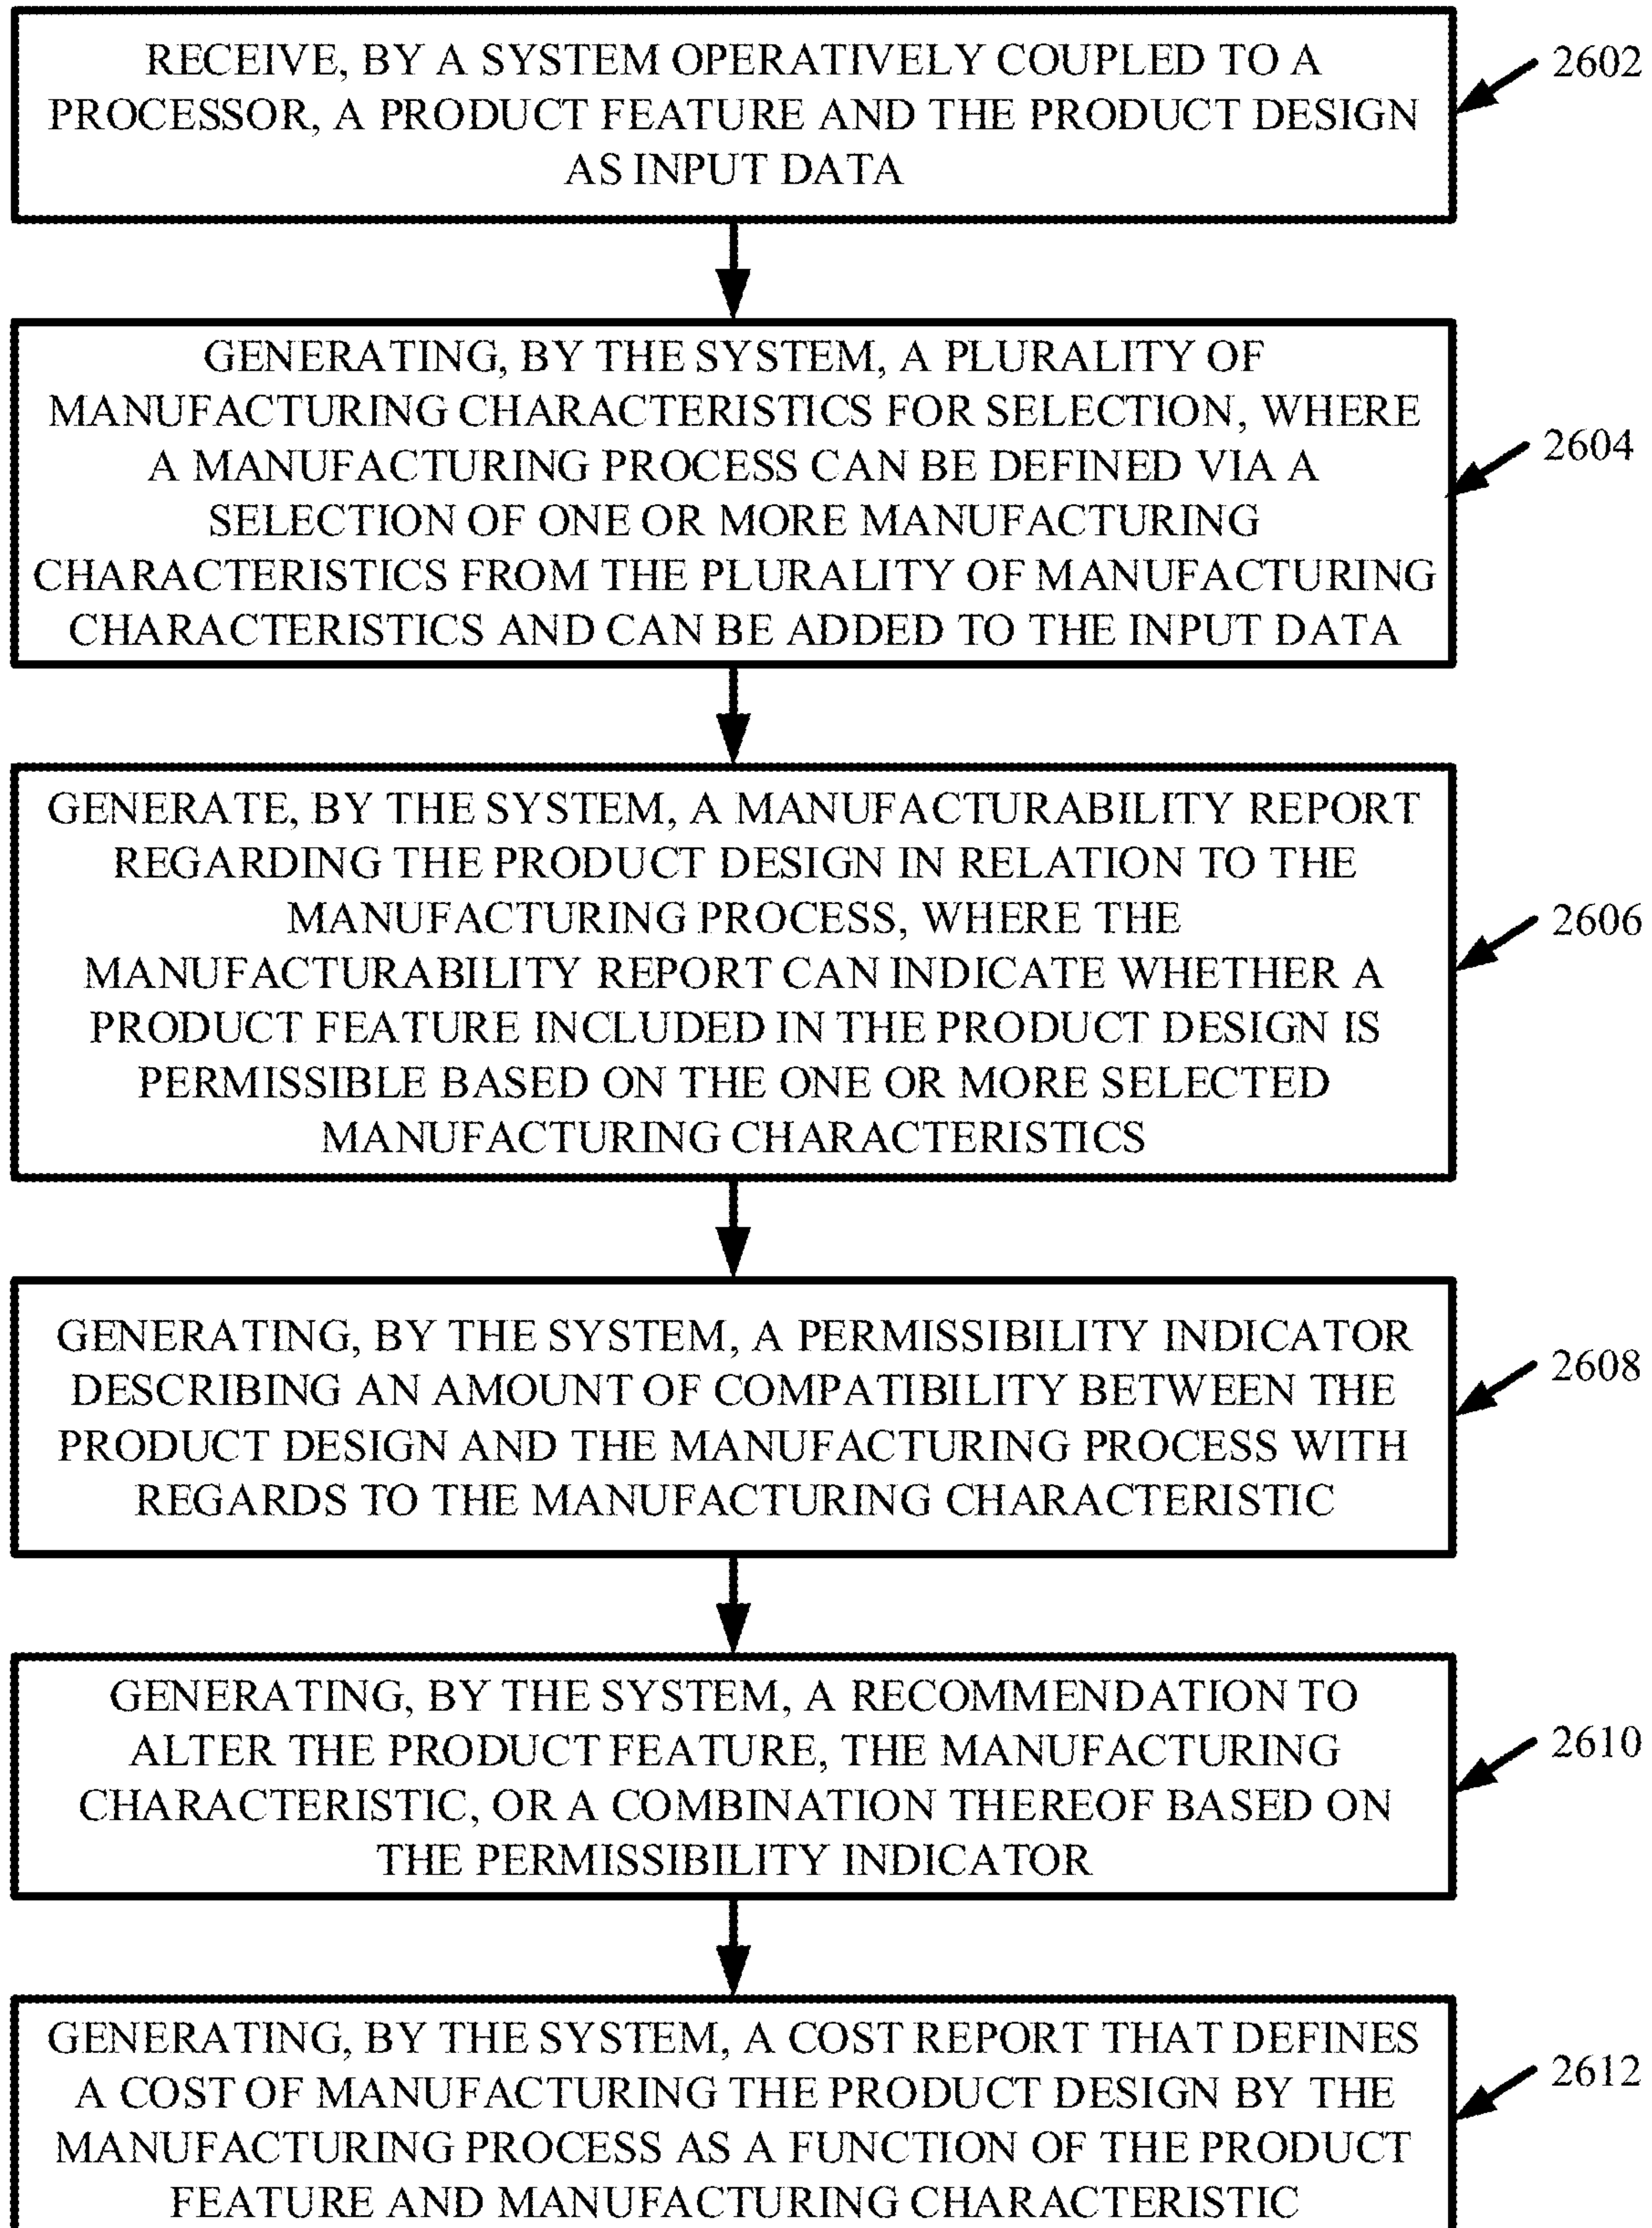 RECEIVE, BY A SYSTEM OPERATIVELY COUPLED TO A
PROCESSOR, A PRODUCT FEATURE AND THE PRODUCT DESIGN
AS INPUT DATA
2602
GENERATING, BY THE SYSTEM, A PLURALITY OF
MANUFACTURING CHARACTERISTICS FOR SELECTION, WHERE
A MANUFACTURING PROCESS CAN BE DEFINED VIA A
SELECTION OF ONE OR MORE MANUFACTURING
CHARACTERISTICS FROM THE PLURALITY OF MANUFACTURING
CHARACTERISTICS AND CAN BE ADDED TO THE INPUT DATA
2604
GENERATE, BY THE SYSTEM, A MANUFACTURABILITY REPORT
REGARDING THE PRODUCT DESIGN IN RELATION TO THE
MANUFACTURING PROCESS, WHERE THE
MANUFACTURABILITY REPORT CAN INDICATE WHETHER A
PRODUCT FEATURE INCLUDED IN THE PRODUCT DESIGN IS
PERMISSIBLE BASED ON THE ONE OR MORE SELECTED
MANUFACTURING CHARACTERISTICS
2606
GENERATING, BY THE SYSTEM, A PERMISSIBILITY INDICATOR
DESCRIBING AN AMOUNT OF COMPATIBILITY BETWEEN THE
PRODUCT DESIGN AND THE MANUFACTURING PROCESS WITH
REGARDS TO THE MANUFACTURING CHARACTERISTIC
2608
GENERATING, BY THE SYSTEM, A RECOMMENDATION TO
ALTER THE PRODUCT FEATURE, THE MANUFACTURING
CHARACTERISTIC, OR A COMBINATION THEREOF BASED ON
THE PERMISSIBILITY INDICATOR
2610
GENERATING, BY THE SYSTEM, A COST REPORT THAT DEFINES
A COST OF MANUFACTURING THE PRODUCT DESIGN BY THE
MANUFACTURING PROCESS AS A FUNCTION OF THE PRODUCT
FEATURE AND MANUFACTURING CHARACTERISTIC
2612